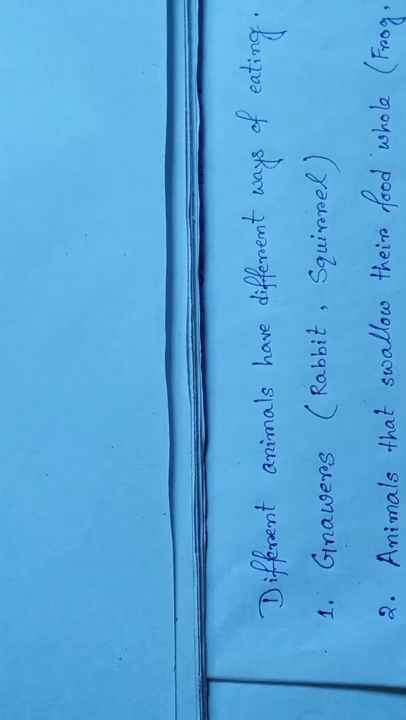 Different animals have different ways of eating.
1. Gnawers (Rabbit, Squirrel)
2. Animals that swallow their food whole (Frog,